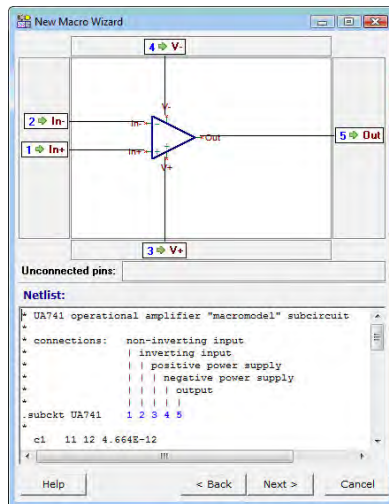 New Macro Wizard
4 V-
V-
2 In-
In-
Out
5 Out
1 In+
In+
V+
3 V+
Unconnected pins:
Netlist:
* UA741 operational amplifier "macromodel" subcircuit
*
* connections: non-inverting input
* | inverting input
* | | positive power supply
* | | | negative power supply
* | | | | output
* | | | | |
.subckt UA741 1 2 3 4 5
*
c1 11 12 4.664E-12
Help
< Back
Next >
Cancel